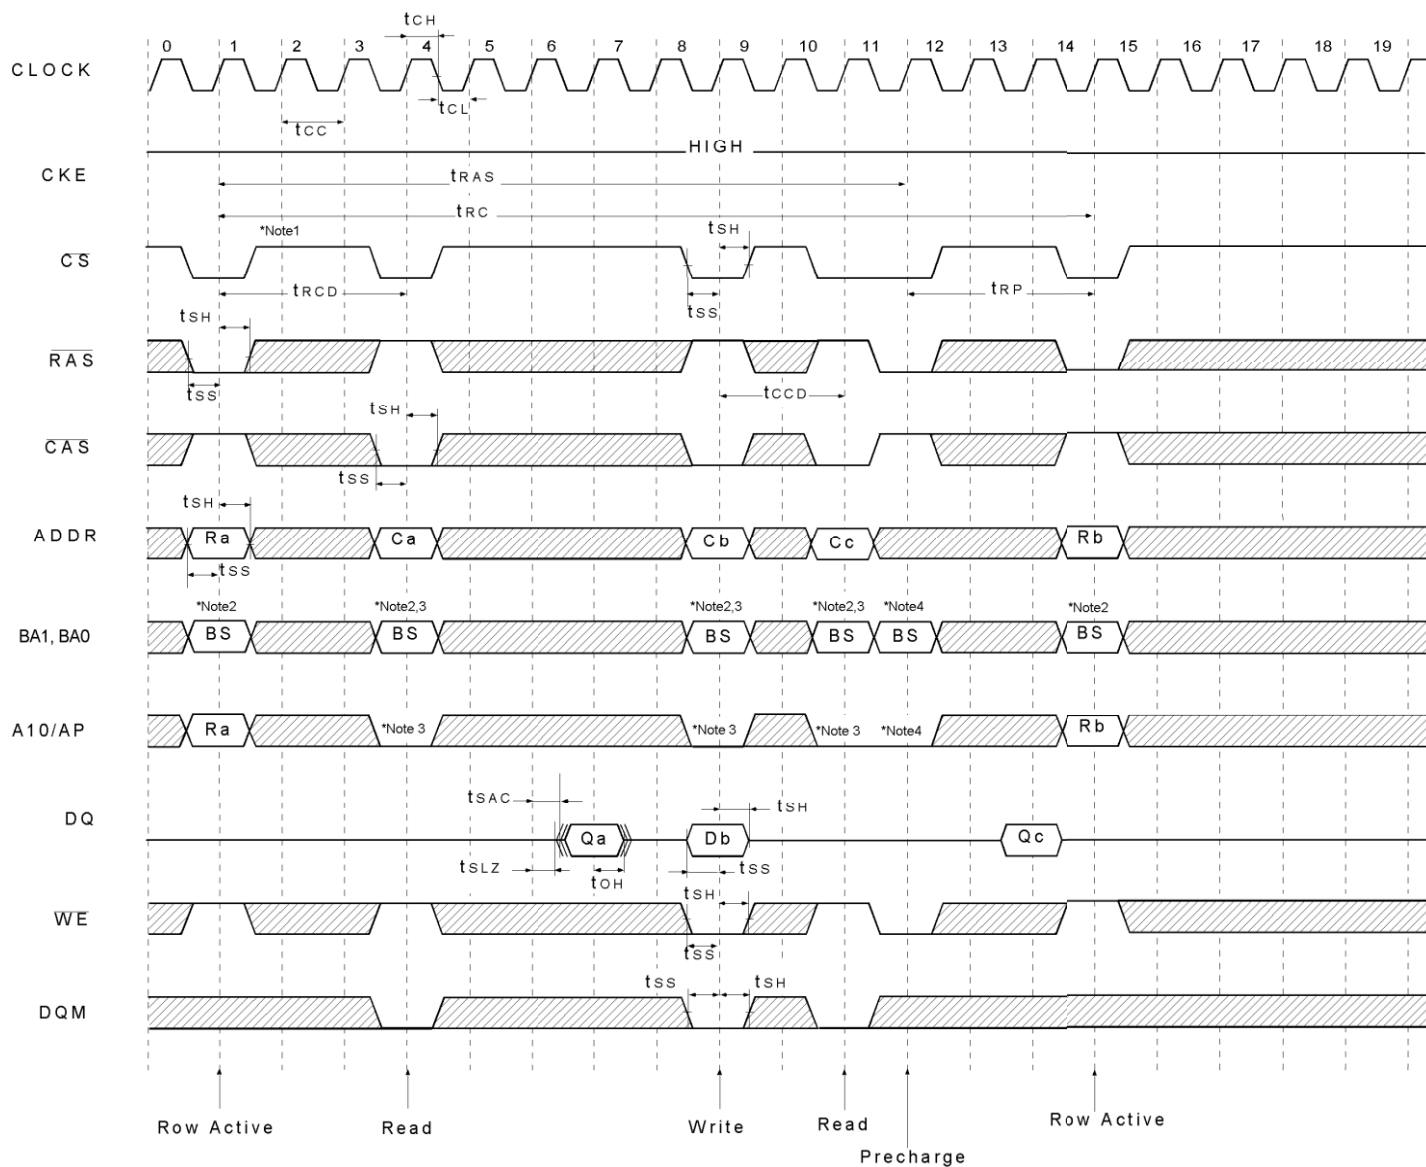 tCH
0 1 2 3 4 5 6 7 8 9 10 11 12 13 14 15 16 17 18 19
CLOCK
tCL
tCC
HIGH
CKE
tRAS
tRC
*Note1
tSH
CS
tRCD
tRP
tSS
tSH
RAS
tSS
tCCD
tSH
CAS
tSS
tSH
ADDR
Ra Ca Cb Cc Rb
tSS
*Note2 *Note2,3 *Note2,3 *Note2,3 *Note4 *Note2
BA1, BA0
BS BS BS BS BS BS
A10/AP
Ra *Note 3 *Note 3 *Note 3 *Note4 Rb
tSAC
tSH
DQ
Qa Db Qc
tSLZ
tOH
tSS
tSH
WE
tSS
tSS
tSH
DQM
Row Active
Read
Write
Read
Row Active
Precharge